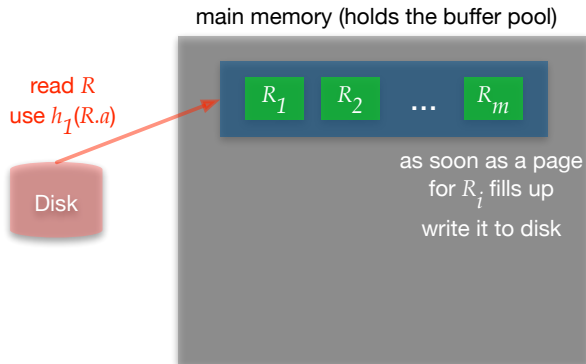 main memory (holds the buffer pool)
read R
use h₁(R.a)
R₁ R₂ ... Rₘ
as soon as a page
for Rᵢ fills up
write it to disk
Disk